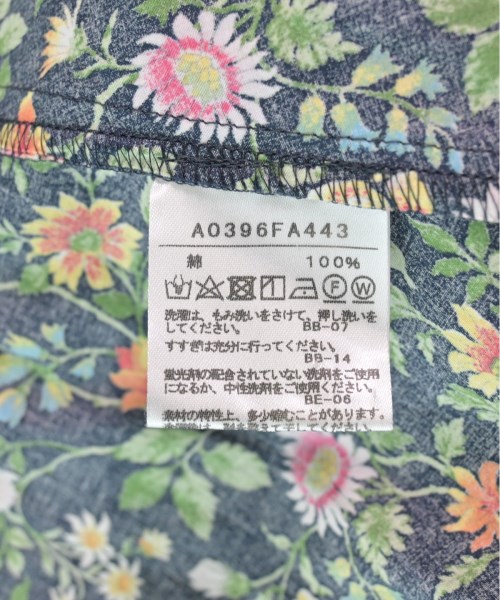 A0396FA443
綿 100%
F W
洗濯は、もみ洗いをさけて、押し洗いを
してください。 BB-07
すすぎは充分に行ってください。
BB-14
蛍光剤の配合されていない洗剤をご使用
になるか、中性洗剤をご使用ください。
BE-06
素材の特性上、多少縮むことがあります。